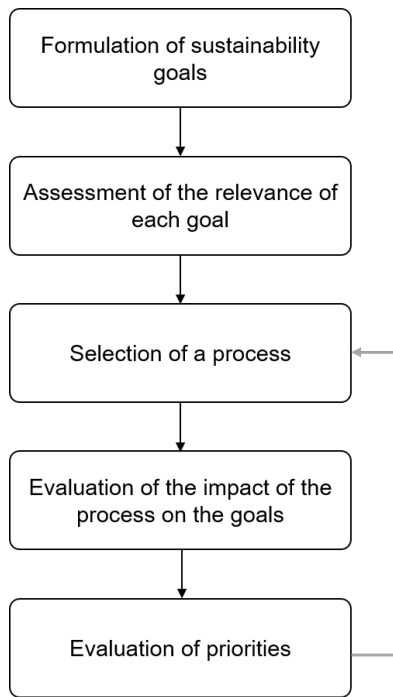 Formulation of sustainability
goals
Assessment of the relevance of
each goal
Selection of a process
Evaluation of the impact of the
process on the goals
Evaluation of priorities